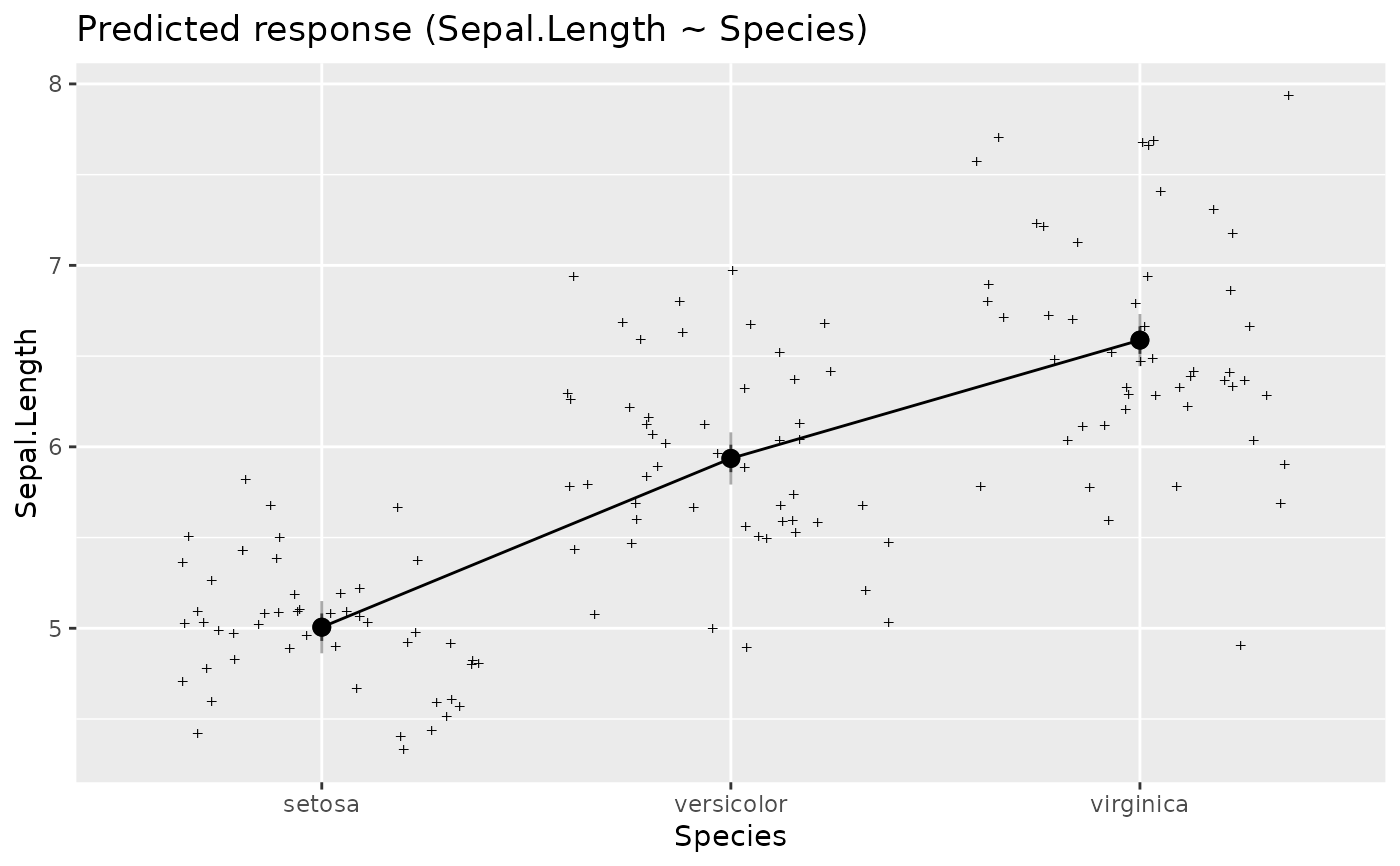 Predicted response (Sepal.Length ~ Species)
8
7
6
5
Sepal.Length
setosa versicolor virginica
Species